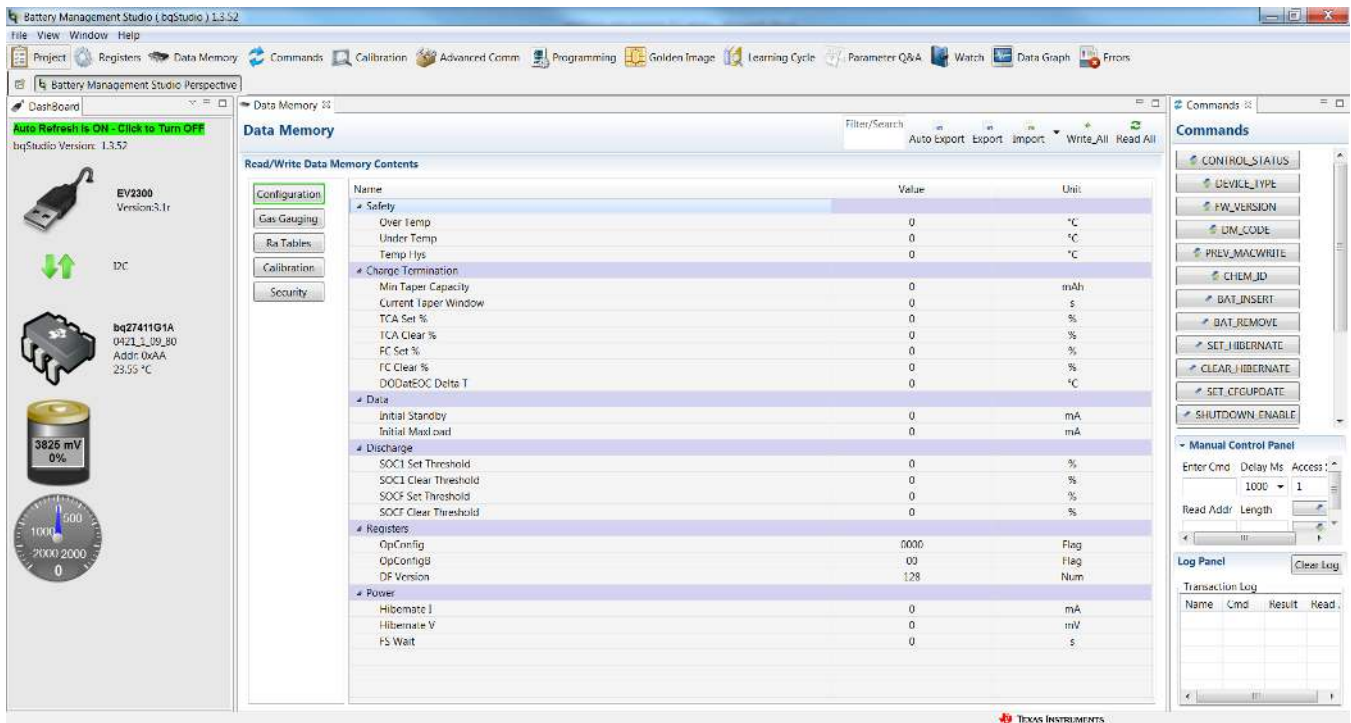 Battery Management Studio ( bqStudio ) 1.3.52
File View Window Help
Project Registers Data Memory Commands Calibration Advanced Comm Programming Golden Image Learning Cycle Parameter Q&A Watch Data Graph Errors
Battery Management Studio Perspective
DashBoard
Auto Refresh is ON - Click to Turn OFF
bqStudio Version: 1.3.52
EV2300
Version:3.1r
I2C
bq27411G1A
0421_1_09_80
Addr: 0xAA
23.55 °C
3825 mV
0%
0
500
1000
2000 2000
0
Data Memory
Data Memory
Filter/Search
Auto Export Export Import Write_All Read All
Read/Write Data Memory Contents
Configuration
Gas Gauging
Ra Tables
Calibration
Security
Name Value Unit
Safety
Over Temp 0 °C
Under Temp 0 °C
Temp Hys 0 °C
Charge Termination
Min Taper Capacity 0 mAh
Current Taper Window 0 s
TCA Set % 0 %
TCA Clear % 0 %
FC Set % 0 %
FC Clear % 0 %
DODatEOC Delta T 0 °C
Data
Initial Standby 0 mA
Initial MaxLoad 0 mA
Discharge
SOC1 Set Threshold 0 %
SOC1 Clear Threshold 0 %
SOCF Set Threshold 0 %
SOCF Clear Threshold 0 %
Registers
OpConfig 0000 Flag
OpConfigB 00 Flag
DF Version 128 Num
Power
Hibernate I 0 mA
Hibernate V 0 mV
FS Wait 0 s
Commands
Commands
CONTROL_STATUS
DEVICE_TYPE
FW_VERSION
DM_CODE
PREV_MACWRITE
CHEM_ID
BAT_INSERT
BAT_REMOVE
SET_HIBERNATE
CLEAR_HIBERNATE
SET_CFGUPDATE
SHUTDOWN_ENABLE
Manual Control Panel
Enter Cmd Delay Ms Access
1000 1
Read Addr Length
Log Panel Clear Log
Transaction Log
Name Cmd Result Read
TEXAS INSTRUMENTS